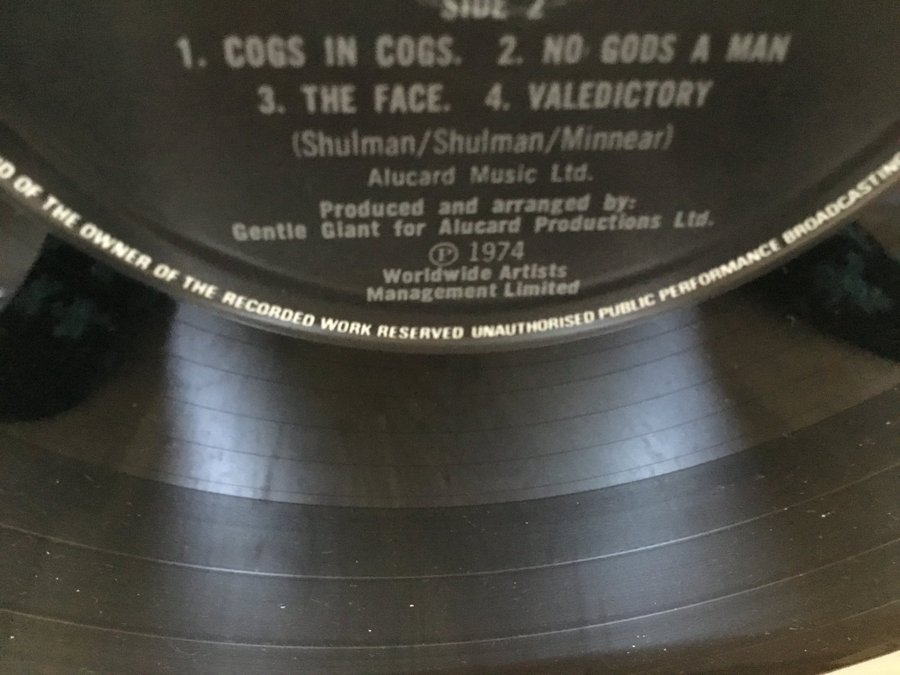 SIDE 2
1. COGS IN COGS. 2. NO GODS A MAN
3. THE FACE. 4. VALEDICTORY
(Shulman/Shulman/Minnear)
Alucard Music Ltd.
Produced and arranged by:
Gentle Giant for Alucard Productions Ltd.
Ⓟ 1974
Worldwide Artists
Management Limited
OF THE OWNER OF THE RECORDED WORK RESERVED UNAUTHORISED PUBLIC PERFORMANCE BROADCASTING